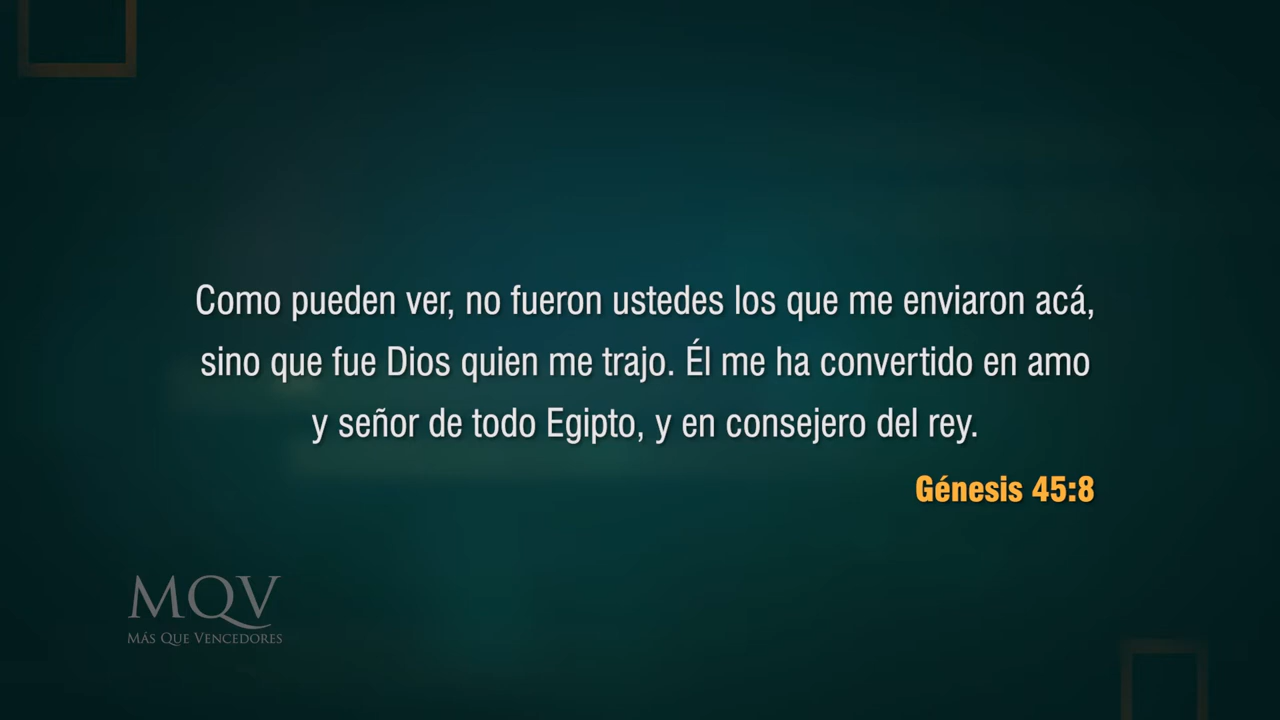 Como pueden ver, no fueron ustedes los que me enviaron acá,
sino que fue Dios quien me trajo. Él me ha convertido en amo
y señor de todo Egipto, y en consejero del rey.
Génesis 45:8
MQV
MÁS QUE VENCEDORES